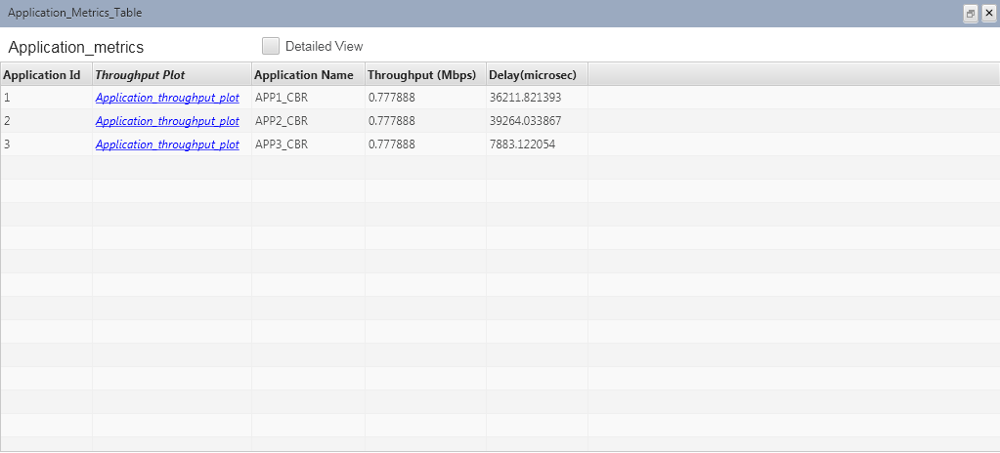 Application_Metrics_Table
Application_metrics Detailed View
Application Id Throughput Plot Application Name Throughput (Mbps) Delay(microsec)
1 Application_throughput_plot APP1_CBR 0.777888 36211.821393
2 Application_throughput_plot APP2_CBR 0.777888 39264.033867
3 Application_throughput_plot APP3_CBR 0.777888 7883.122054